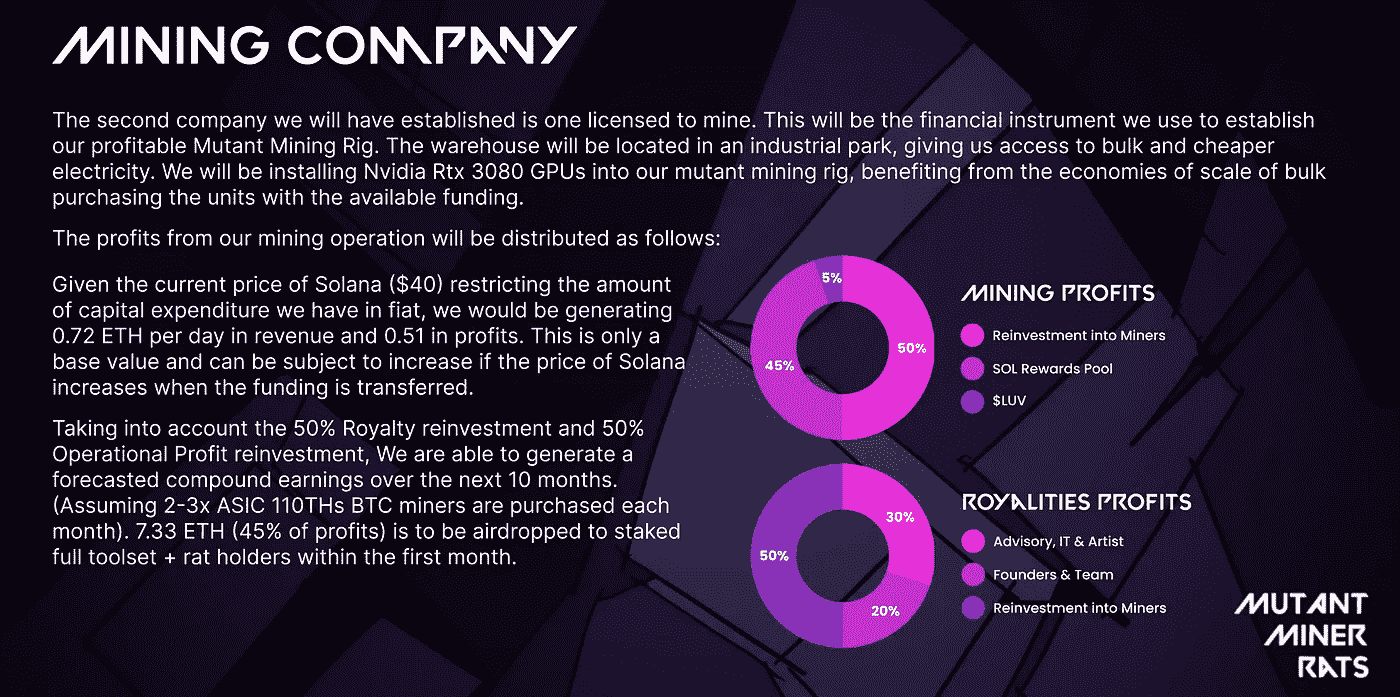 MINING COMPANY
The second company we will have established is one licensed to mine. This will be the financial instrument we use to establish
our profitable Mutant Mining Rig. The warehouse will be located in an industrial park, giving us access to bulk and cheaper
electricity. We will be installing Nvidia Rtx 3080 GPUs into our mutant mining rig, benefiting from the economies of scale of bulk
purchasing the units with the available funding.
The profits from our mining operation will be distributed as follows:
Given the current price of Solana ($40) restricting the amount
of capital expenditure we have in fiat, we would be generating
0.72 ETH per day in revenue and 0.51 in profits. This is only a
base value and can be subject to increase if the price of Solana
increases when the funding is transferred.
Taking into account the 50% Royalty reinvestment and 50%
Operational Profit reinvestment, We are able to generate a
forecasted compound earnings over the next 10 months.
(Assuming 2-3x ASIC 110THs BTC miners are purchased each
month). 7.33 ETH (45% of profits) is to be airdropped to staked
full toolset + rat holders within the first month.
5%
50%
45%
MINING PROFITS
Reinvestment into Miners
SOL Rewards Pool
$LUV
30%
50%
20%
ROYALITIES PROFITS
Advisory, IT & Artist
Founders & Team
Reinvestment into Miners
MUTANT
MINER
RATS